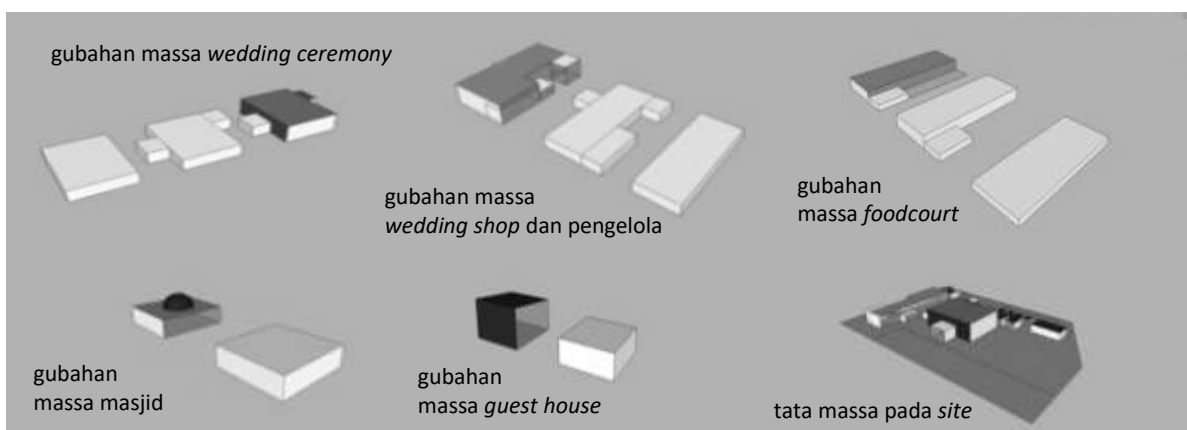 gubahan massa wedding ceremony
gubahan massa
wedding shop dan pengelola
gubahan
massa foodcourt
gubahan
massa masjid
gubahan
massa guest house
tata massa pada site